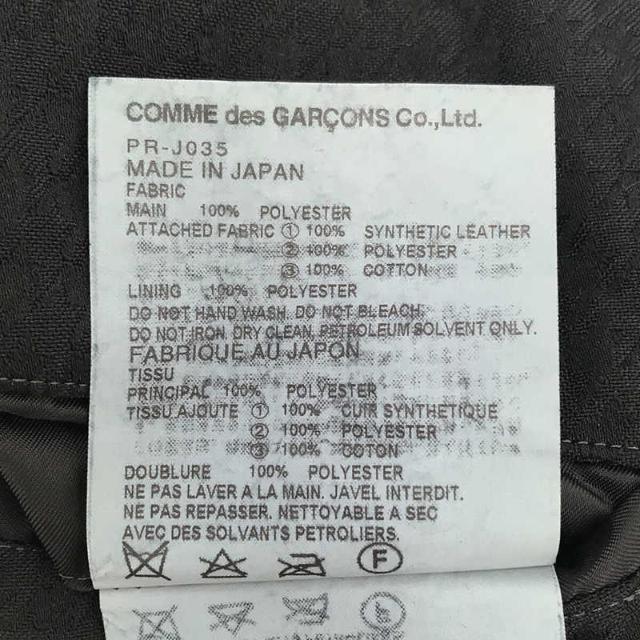 COMME des GARÇONS Co.,Ltd.
PR-J035
MADE IN JAPAN
FABRIC
MAIN 100% POLYESTER
ATTACHED FABRIC ① 100% SYNTHETIC LEATHER
② 100% POLYESTER
③ 100% COTTON
LINING 100% POLYESTER
DO NOT HAND WASH. DO NOT BLEACH.
DO NOT IRON. DRY CLEAN. PETROLEUM SOLVENT ONLY.
FABRIQUE AU JAPON
TISSU
PRINCIPAL 100% POLYESTER
TISSU AJOUTE ① 100% CUIR SYNTHETIQUE
② 100% POLYESTER
③ 100% COTON
DOUBLURE 100% POLYESTER
NE PAS LAVER A LA MAIN. JAVEL INTERDIT.
NE PAS REPASSER. NETTOYABLE A SEC
AVEC DES SOLVANTS PETROLIERS.
F